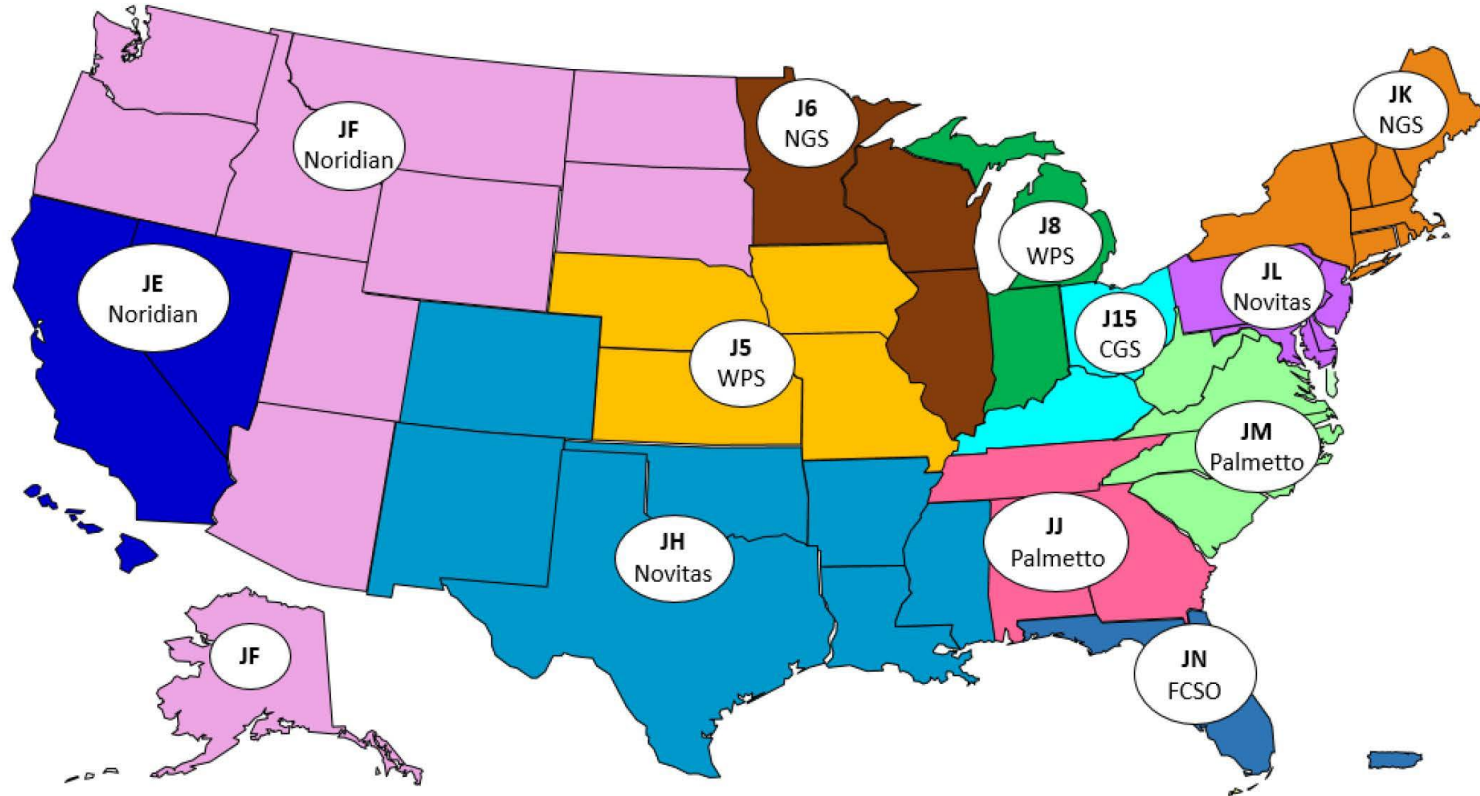 JF
Noridian
J6
NGS
JK
NGS
JE
Noridian
J8
WPS
JL
Novitas
J15
CGS
J5
WPS
JM
Palmetto
JH
Novitas
JJ
Palmetto
JF
JN
FCSO